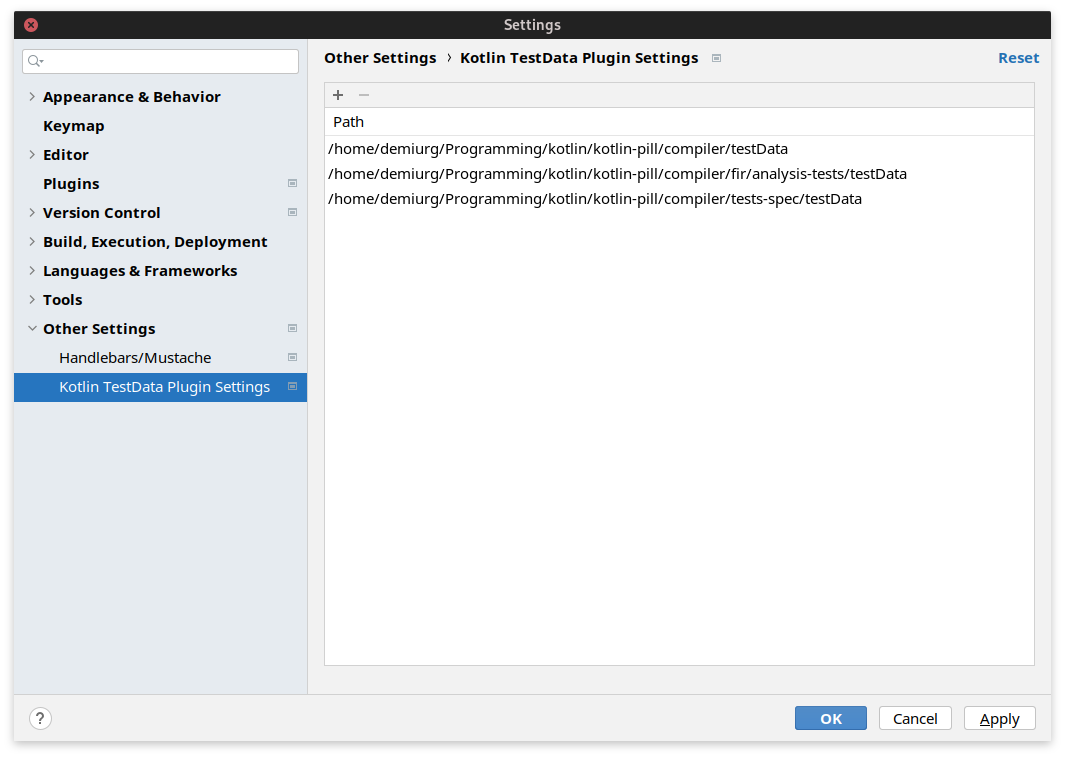 Settings
Other Settings › Kotlin TestData Plugin Settings
Reset
Appearance & Behavior
Keymap
Editor
Plugins
Version Control
Build, Execution, Deployment
Languages & Frameworks
Tools
Other Settings
Handlebars/Mustache
Kotlin TestData Plugin Settings
Path
/home/demiurg/Programming/kotlin/kotlin-pill/compiler/testData
/home/demiurg/Programming/kotlin/kotlin-pill/compiler/fir/analysis-tests/testData
/home/demiurg/Programming/kotlin/kotlin-pill/compiler/tests-spec/testData
?
OK
Cancel
Apply